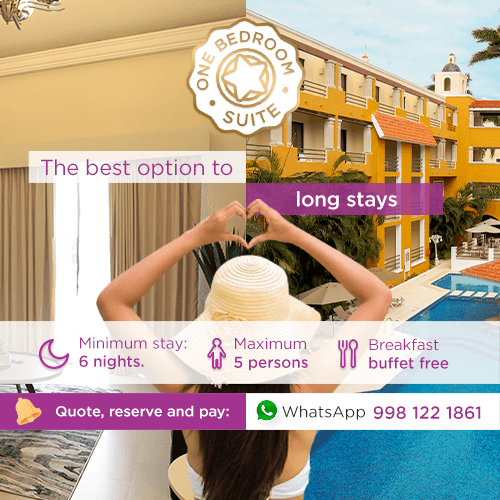 ONE BEDROOM
SUITE
The best option to
long stays
Minimum stay:
6 nights.
Maximum
5 persons
Breakfast
buffet free
Quote, reserve and pay:
WhatsApp 998 122 1861